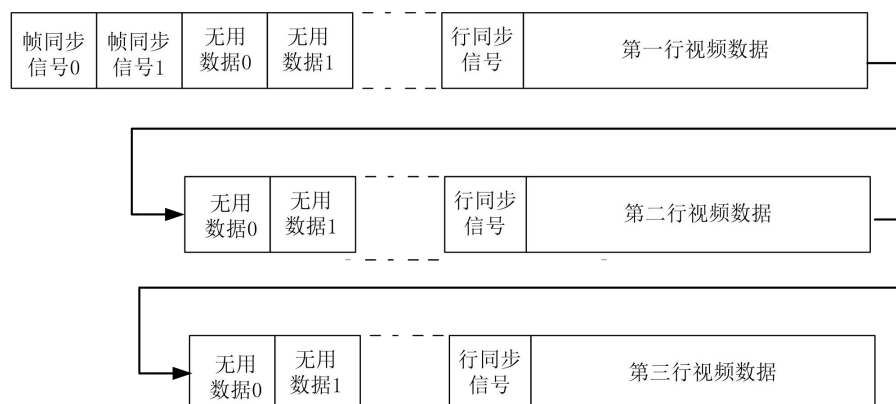 帧同步 帧同步 无用 无用 行同步 第一行视频数据
信号0 信号1 数据0 数据1 信号
无用 无用 行同步 第二行视频数据
数据0 数据1 信号
无用 无用 行同步 第三行视频数据
数据0 数据1 信号